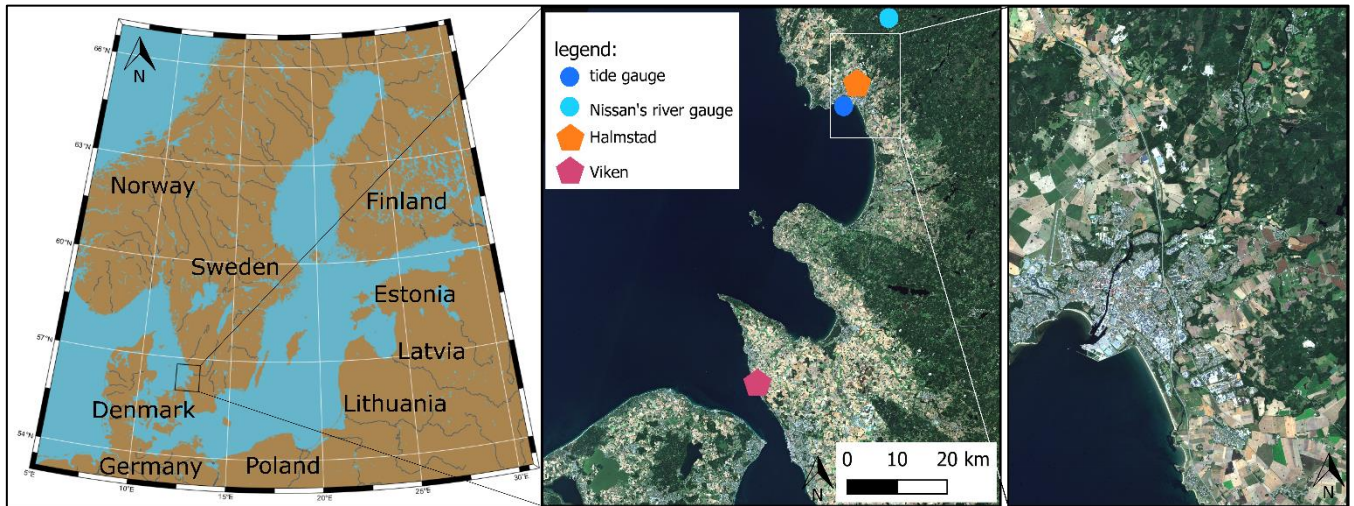 66°N
N
63°N
Norway
Finland
60°N
Sweden
Estonia
57°N
Latvia
Lithuania
Denmark
54°N
Germany
Poland
5°E
10°E
15°E
20°E
25°E
30°E
legend:
tide gauge
Nissan's river gauge
Halmstad
Viken
0 10 20 km
N
N